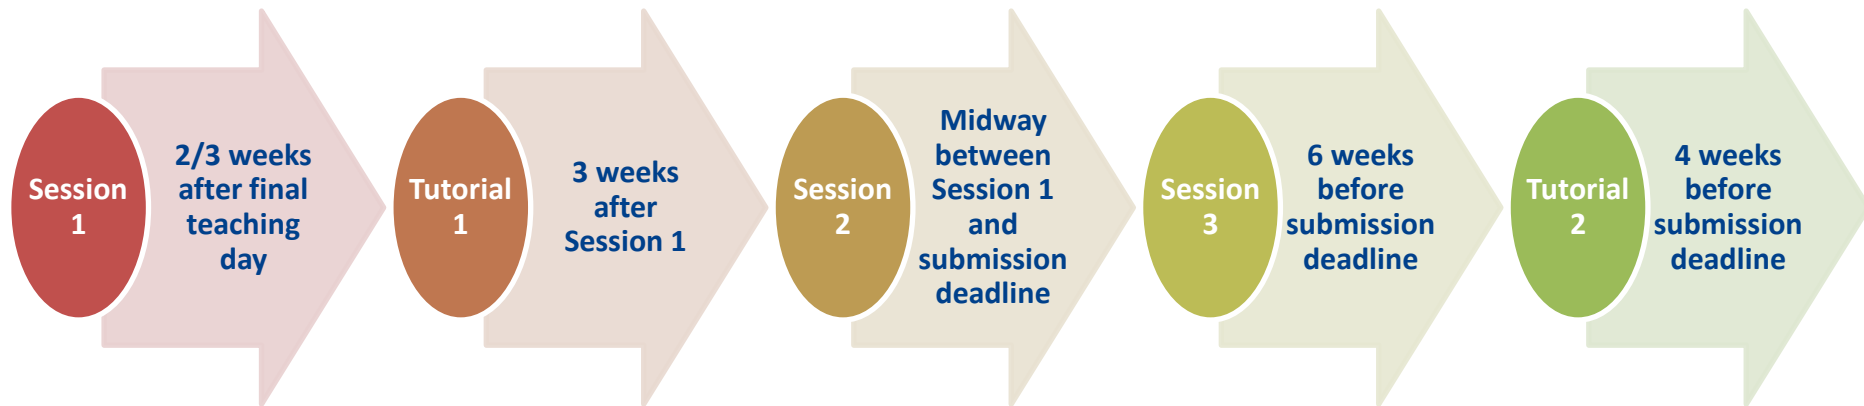 Session
1
2/3 weeks
after final
teaching
day
Tutorial
1
3 weeks
after
Session 1
Session
2
Midway
between
Session 1
and
submission
deadline
Session
3
6 weeks
before
submission
deadline
Tutorial
2
4 weeks
before
submission
deadline